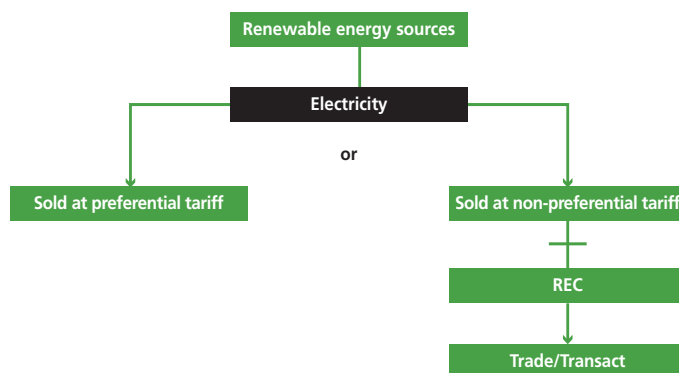 Renewable energy sources
Electricity
or
Sold at preferential tariff
Sold at non-preferential tariff
REC
Trade/Transact